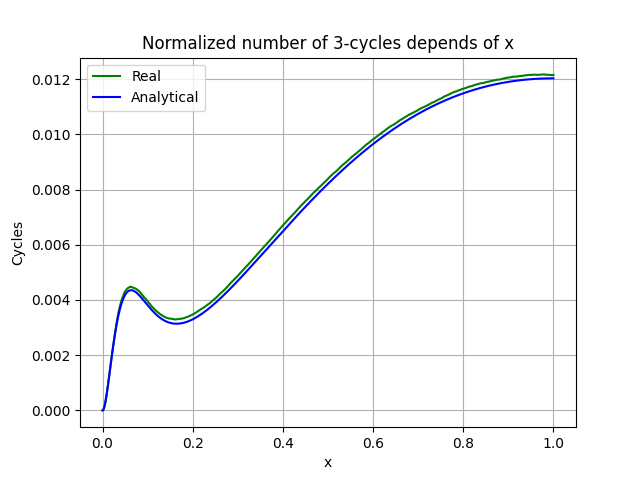 Normalized number of 3-cycles depends of x
Real
Analytical
0.012
0.010
0.008
0.006
0.004
0.002
0.000
Cycles
0.0 0.2 0.4 0.6 0.8 1.0
x